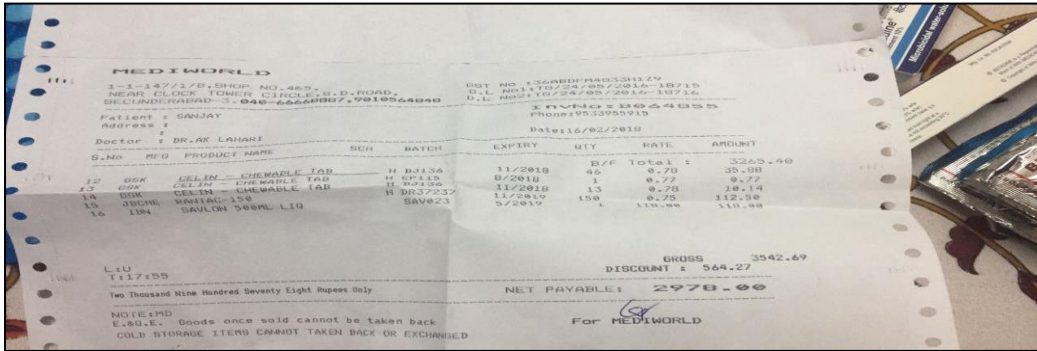 MEDIWORLD
1-1-147/1/B, SHOP NO.4&5,
NEAR CLOCK TOWER CIRCLE, S.D.ROAD,
SECUNDERABAD-3. 040-66660087,9010564840
GST No :36ABDFM4833H1Z9
D.L No1:TG/24/05/2016-18715
D.L No2:TG/24/05/2016-18716
InvNo:B064855
Phone:9533955915
Patient : SANJAY
Address :
:
Date:16/02/2018
Doctor : DR.AK LAHARI
S.No MFG PRODUCT NAME SCH BATCH EXPIRY QTY RATE AMOUNT
B/F Total : 3265.40
12 GSK CELIN - CHEWABLE TAB H DJ136 11/2018 46 0.78 35.88
13 GSK CELIN - CHEWABLE TAB H EP115 8/2018 1 0.77 0.77
14 GSK CELIN - CHEWABLE TAB H DJ136 11/2018 13 0.78 10.14
15 JBCHE RANTAC-150 H DR37237 11/2019 150 0.75 112.50
16 SAVLON 500ML LIQ SAV023 5/2019 1 118.00 118.00
GROSS 3542.69
L:U
DISCOUNT : 564.27
T:17:55
NET PAYABLE: 2978.00
Two Thousand Nine Hundred Seventy Eight Rupees Only
NOTE:MD
E.&O.E. Goods once sold cannot be taken back
For MEDIWORLD
COLD STORAGE ITEMS CANNOT TAKEN BACK OR EXCHANGED